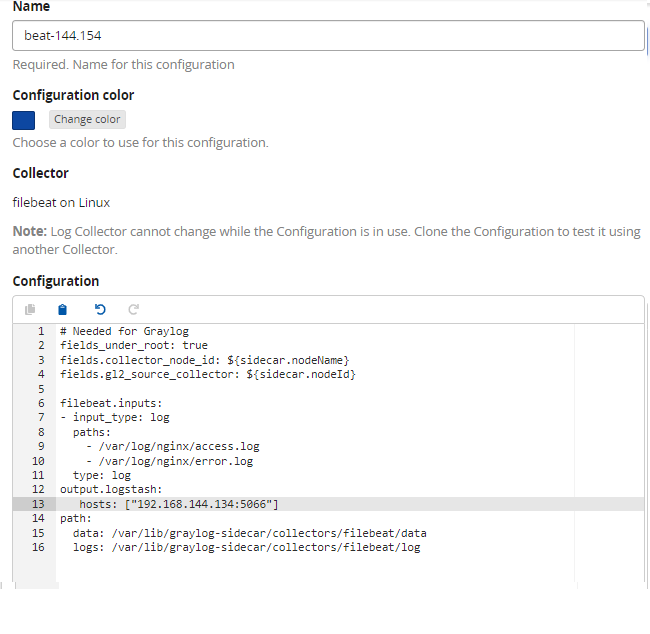 Name
beat-144.154
Required. Name for this configuration
Configuration color
Change color
Choose a color to use for this configuration.
Collector
filebeat on Linux
Note: Log Collector cannot change while the Configuration is in use. Clone the Configuration to test it using
another Collector.
Configuration
1 # Needed for Graylog
2 fields_under_root: true
3 fields.collector_node_id: ${sidecar.nodeName}
4 fields.gl2_source_collector: ${sidecar.nodeId}
5
6 filebeat.inputs:
7 - input_type: log
8   paths:
9     - /var/log/nginx/access.log
10     - /var/log/nginx/error.log
11   type: log
12 output.logstash:
13    hosts: ["192.168.144.134:5066"]
14 path:
15   data: /var/lib/graylog-sidecar/collectors/filebeat/data
16   logs: /var/lib/graylog-sidecar/collectors/filebeat/log